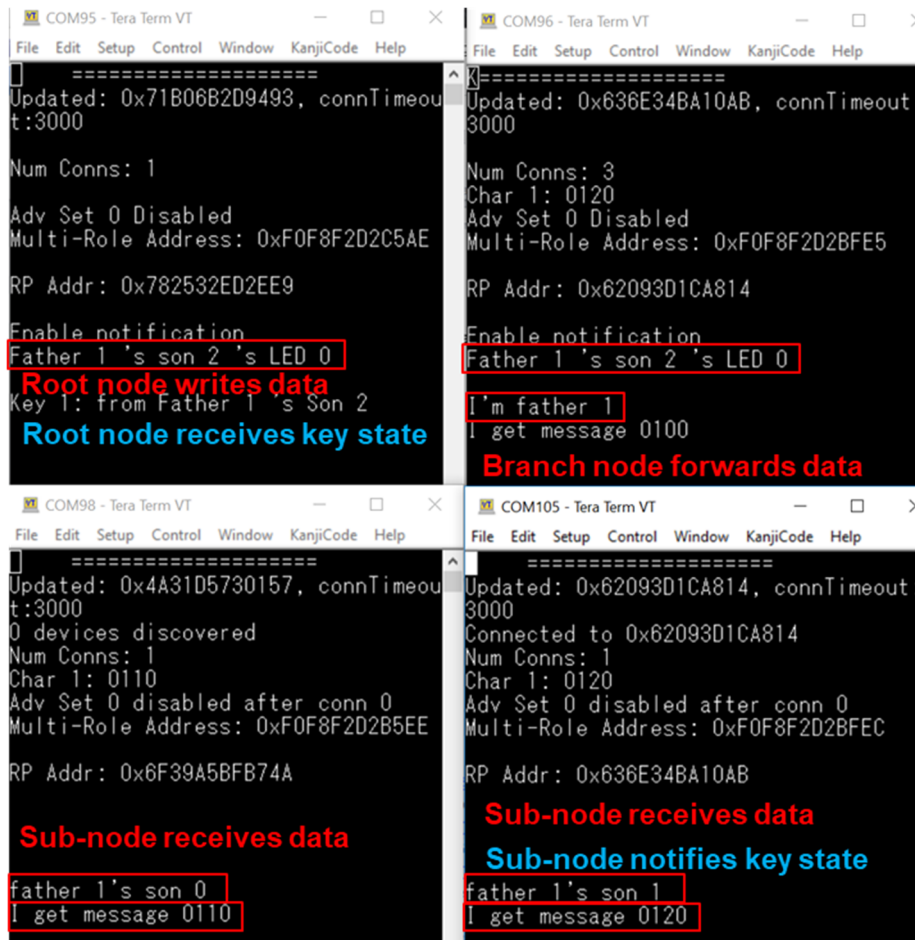 COM95 - Tera Term VT
File Edit Setup Control Window KanjiCode Help
====================
Updated: 0x71B06B2D9493, connTimeou
t:3000
Num Conns: 1
Adv Set 0 Disabled
Multi-Role Address: 0xF0F8F2D2C5AE
RP Addr: 0x782532ED2EE9
Enable notification
Father 1 's son 2 's LED 0
Root node writes data
Key 1: from Father 1 's Son 2
Root node receives key state
COM96 - Tera Term VT
File Edit Setup Control Window KanjiCode Help
K====================
Updated: 0x636E34BA10AB, connTimeout
3000
Num Conns: 3
Char 1: 0120
Adv Set 0 Disabled
Multi-Role Address: 0xF0F8F2D2BFE5
RP Addr: 0x62093D1CA814
Enable notification
Father 1 's son 2 's LED 0
I'm father 1
I get message 0100
Branch node forwards data
COM98 - Tera Term VT
File Edit Setup Control Window KanjiCode Help
====================
Updated: 0x4A31D5730157, connTimeou
t:3000
0 devices discovered
Num Conns: 1
Char 1: 0110
Adv Set 0 disabled after conn 0
Multi-Role Address: 0xF0F8F2D2B5EE
RP Addr: 0x6F39A5BFB74A
Sub-node receives data
father 1's son 0
I get message 0110
COM105 - Tera Term VT
File Edit Setup Control Window KanjiCode Help
====================
Updated: 0x62093D1CA814, connTimeout
3000
Connected to 0x62093D1CA814
Num Conns: 1
Char 1: 0120
Adv Set 0 disabled after conn 0
Multi-Role Address: 0xF0F8F2D2BFEC
RP Addr: 0x636E34BA10AB
Sub-node receives data
Sub-node notifies key state
father 1's son 1
I get message 0120